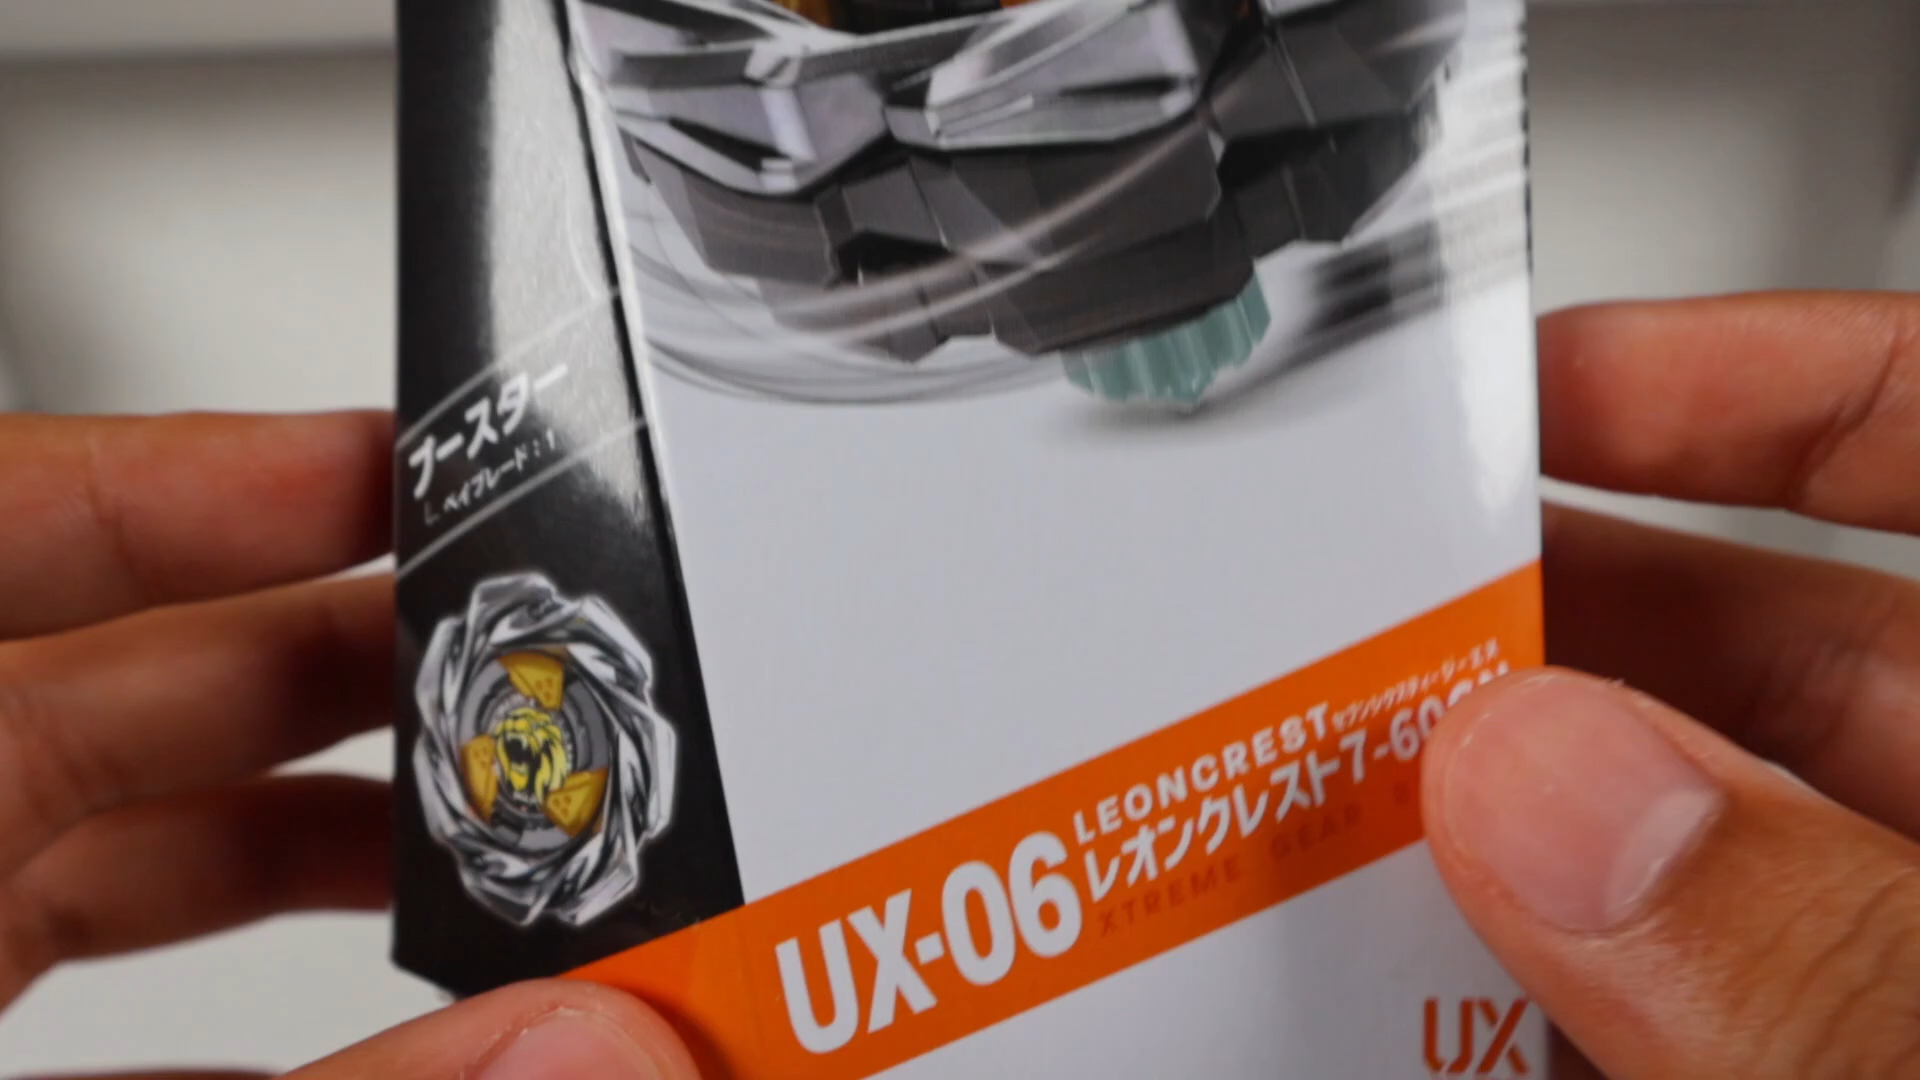 ブースター
ベイブレード：1
セブンシックスティージーエヌ
LEONCREST
レオンクレスト7-60GN
UX-06
XTREME GEAR
UX